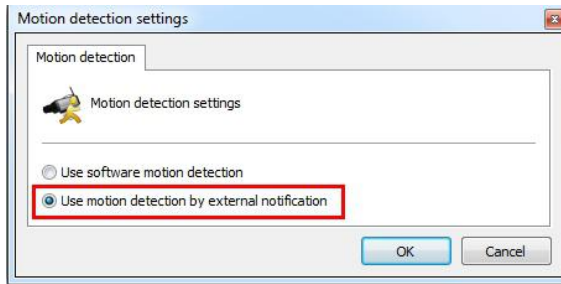 Motion detection settings
Motion detection
Motion detection settings
Use software motion detection
Use motion detection by external notification
OK Cancel